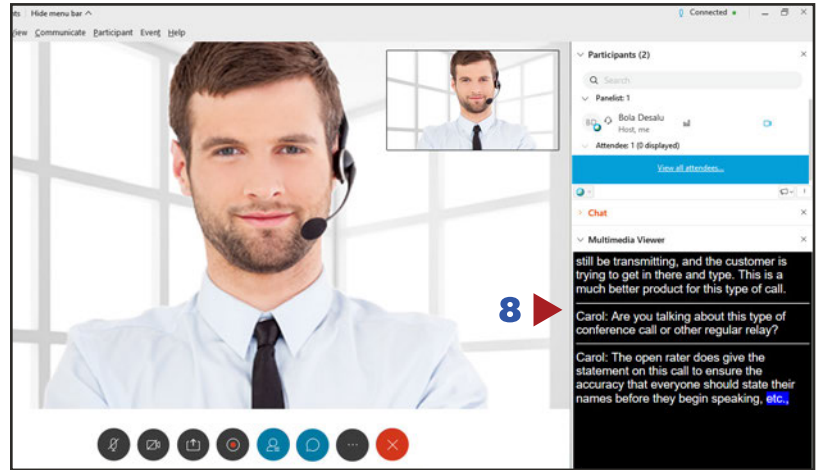 nts Hide menu bar ^
Connected
View Communicate Participant Event Help
Participants (2)
Search
Panelist: 1
BD Bola Desalu
Host, me
Attendee: 1 (0 displayed)
View all attendees...
Chat
Multimedia Viewer
still be transmitting, and the customer is
trying to get in there and type. This is a
much better product for this type of call.
8
Carol: Are you talking about this type of
conference call or other regular relay?
Carol: The open rater does give the
statement on this call to ensure the
accuracy that everyone should state their
names before they begin speaking, etc.,